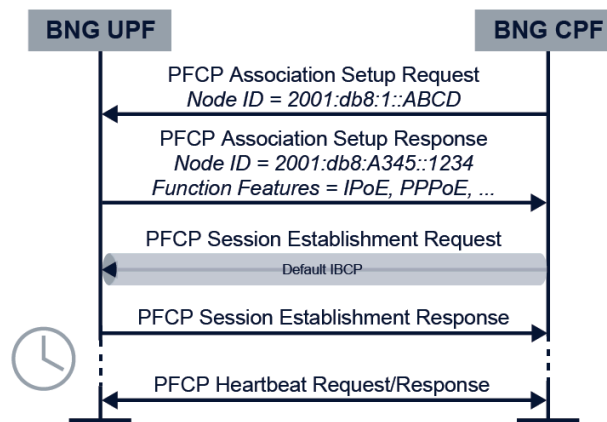 BNG UPF
BNG CPF
PFCP Association Setup Request
Node ID = 2001:db8:1::ABCD
PFCP Association Setup Response
Node ID = 2001:db8:A345::1234
Function Features = IPoE, PPPoE, ...
PFCP Session Establishment Request
Default IBCP
PFCP Session Establishment Response
PFCP Heartbeat Request/Response